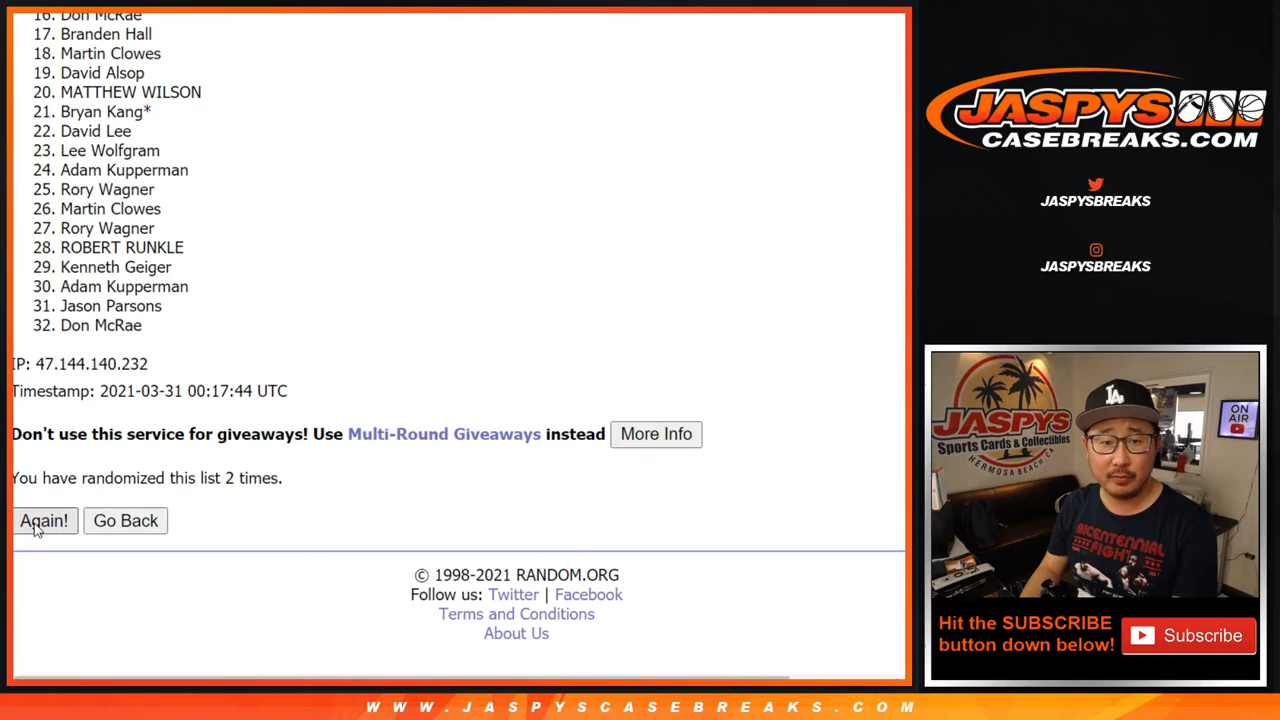 16. Don McRae
17. Branden Hall
18. Martin Clowes
19. David Alsop
20. MATTHEW WILSON
21. Bryan Kang*
22. David Lee
23. Lee Wolfgram
24. Adam Kupperman
25. Rory Wagner
26. Martin Clowes
27. Rory Wagner
28. ROBERT RUNKLE
29. Kenneth Geiger
30. Adam Kupperman
31. Jason Parsons
32. Don McRae
IP: 47.144.140.232
Timestamp: 2021-03-31 00:17:44 UTC
Don't use this service for giveaways! Use Multi-Round Giveaways instead More Info
You have randomized this list 2 times.
Again! Go Back
© 1998-2021 RANDOM.ORG
Follow us: Twitter | Facebook
Terms and Conditions
About Us
JASPYS
CASEBREAKS.COM
JASPYSBREAKS
JASPYSBREAKS
JASPYS
Sports Cards & Collectibles
HERMOSA BEACH, CA
ON
AIR
LA
BICENTENNIAL
FIGHT
Hit the SUBSCRIBE
button down below!
Subscribe
WWW.JASPYSCASEBREAKS.COM